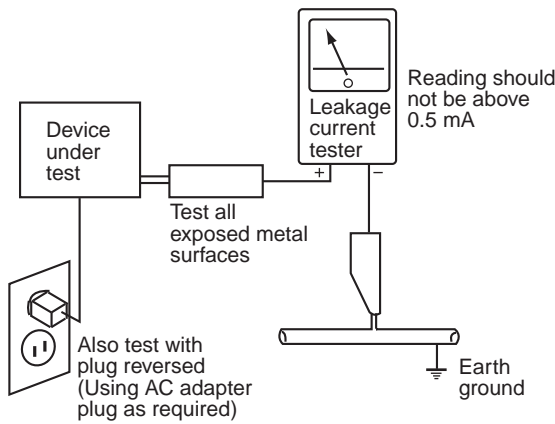 Device
under
test
Leakage
current
tester
Reading should
not be above
0.5 mA
+ −
Test all
exposed metal
surfaces
Also test with
plug reversed
(Using AC adapter
plug as required)
Earth
ground